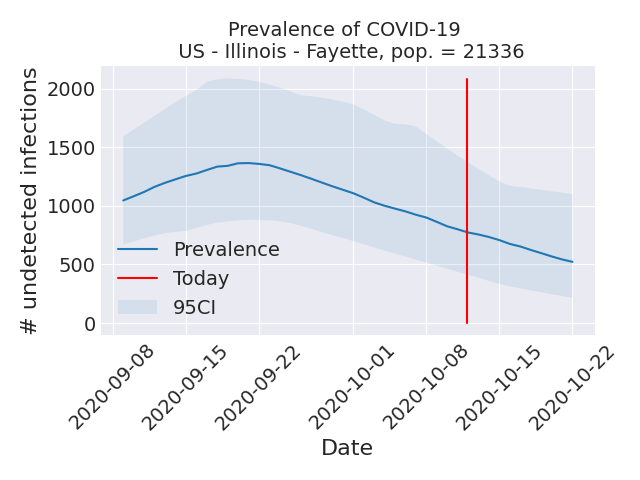 Prevalence of COVID-19
US - Illinois - Fayette, pop. = 21336
# undetected infections
2000
1500
1000
500
0
Prevalence
Today
95CI
2020-09-08
2020-09-15
2020-09-22
2020-10-01
2020-10-08
2020-10-15
2020-10-22
Date